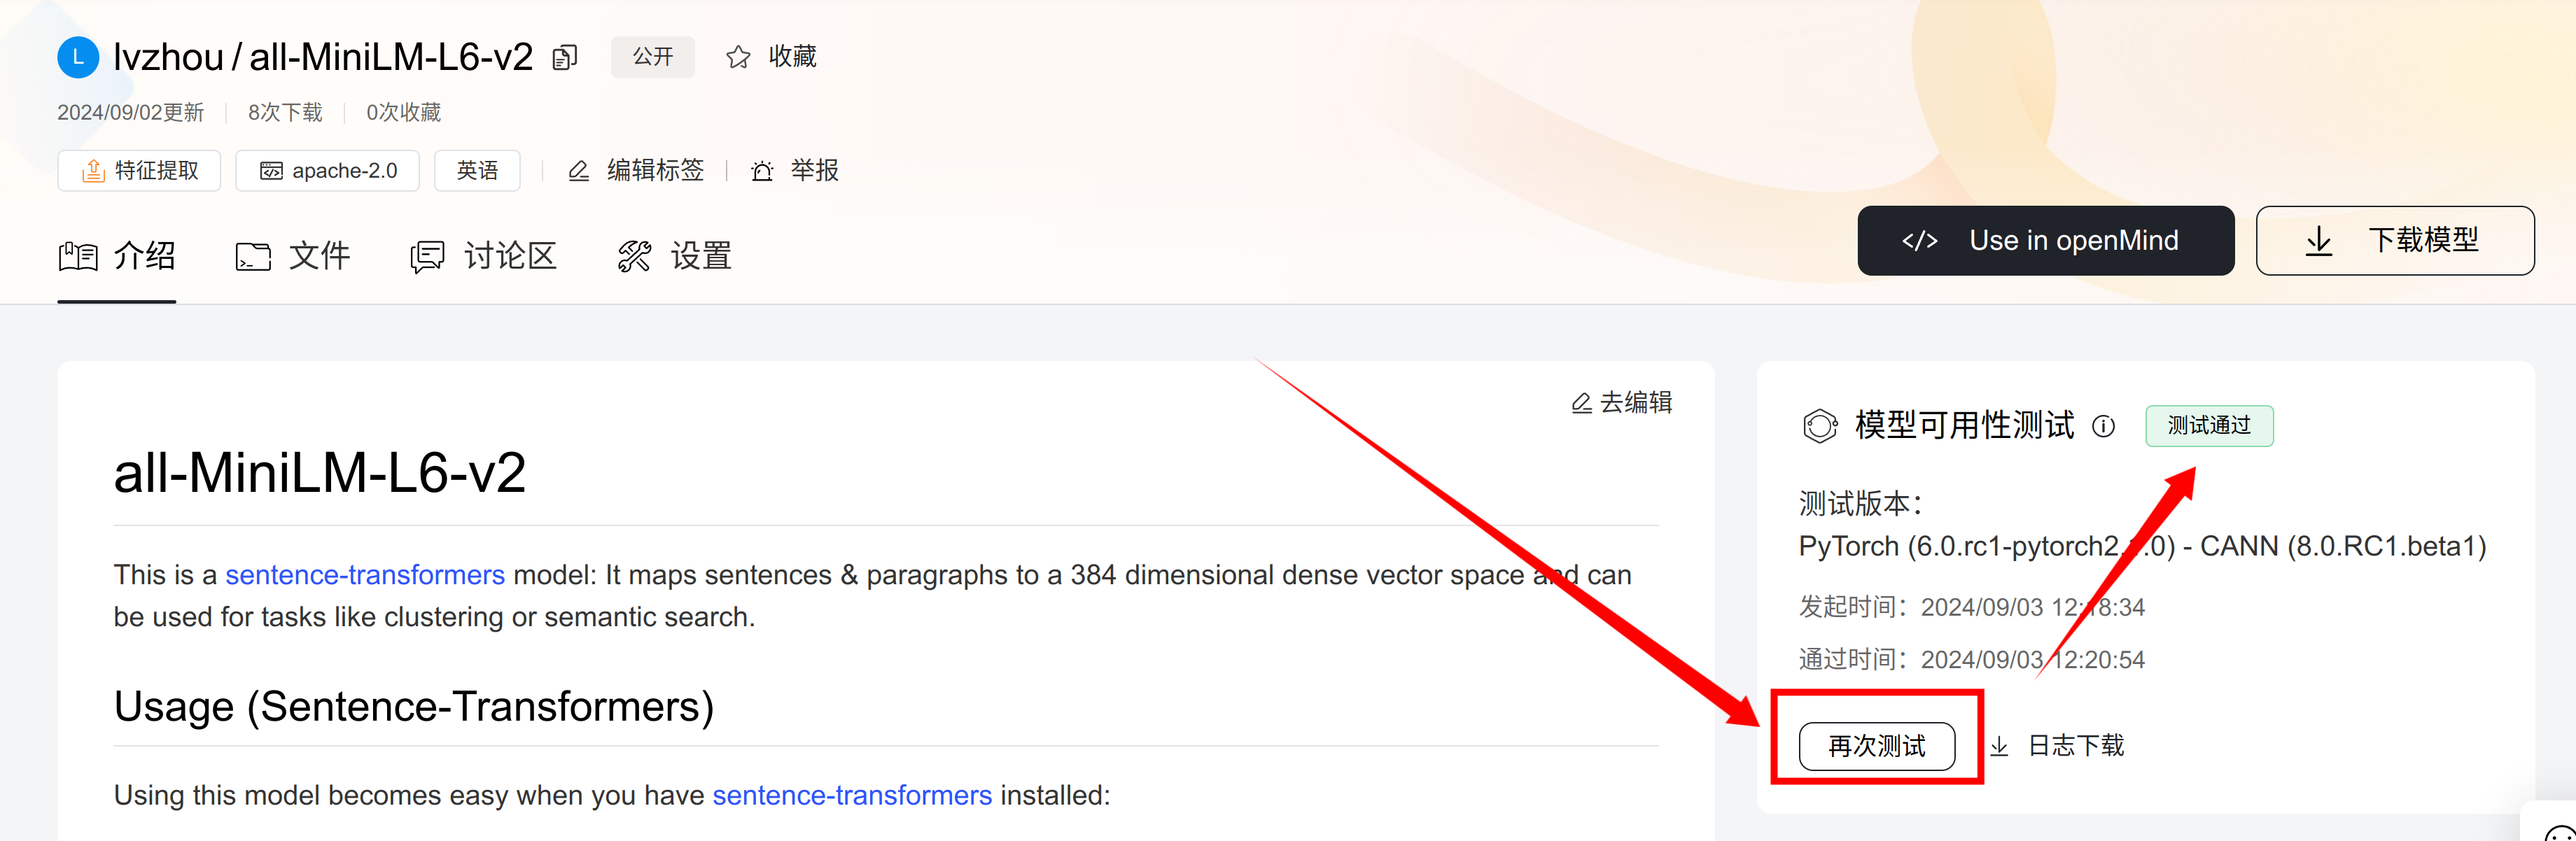 L lvzhou / all-MiniLM-L6-v2 公开 收藏
2024/09/02更新 8次下载 0次收藏
特征提取 apache-2.0 英语 编辑标签 举报
介绍 文件 讨论区 设置
Use in openMind 下载模型
去编辑
all-MiniLM-L6-v2
This is a sentence-transformers model: It maps sentences & paragraphs to a 384 dimensional dense vector space and can
be used for tasks like clustering or semantic search.
Usage (Sentence-Transformers)
Using this model becomes easy when you have sentence-transformers installed:
模型可用性测试 测试通过
测试版本：
PyTorch (6.0.rc1-pytorch2.1.0) - CANN (8.0.RC1.beta1)
发起时间：2024/09/03 12:18:34
通过时间：2024/09/03 12:20:54
再次测试 日志下载